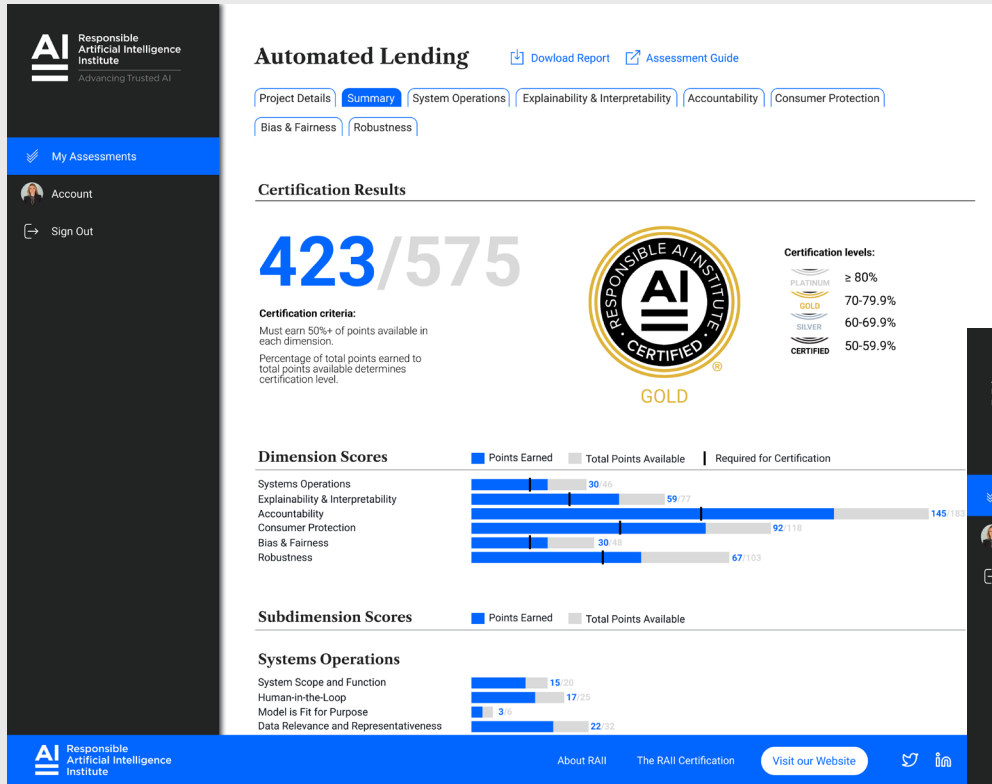 AI
Responsible
Artificial Intelligence
Institute
Advancing Trusted AI
My Assessments
Account
Sign Out
Automated Lending
Dowload Report
Assessment Guide
Project Details
Summary
System Operations
Explainability & Interpretability
Accountability
Consumer Protection
Bias & Fairness
Robustness
Certification Results
423/575
Certification criteria:
Must earn 50%+ of points available in
each dimension.
Percentage of total points earned to
total points available determines
certification level.
RESPONSIBLE AI INSTITUTE
AI
CERTIFIED
®
GOLD
Certification levels:
PLATINUM ≥ 80%
GOLD 70-79.9%
SILVER 60-69.9%
CERTIFIED 50-59.9%
Dimension Scores
Points Earned
Total Points Available
Required for Certification
Systems Operations 30/46
Explainability & Interpretability 59/77
Accountability 145/183
Consumer Protection 92/118
Bias & Fairness 30/48
Robustness 67/103
Subdimension Scores
Points Earned
Total Points Available
Systems Operations
System Scope and Function 15/20
Human-in-the-Loop 17/25
Model is Fit for Purpose 3/6
Data Relevance and Representativeness 22/32
AI
Responsible
Artificial Intelligence
Institute
About RAII
The RAII Certification
Visit our Website
in